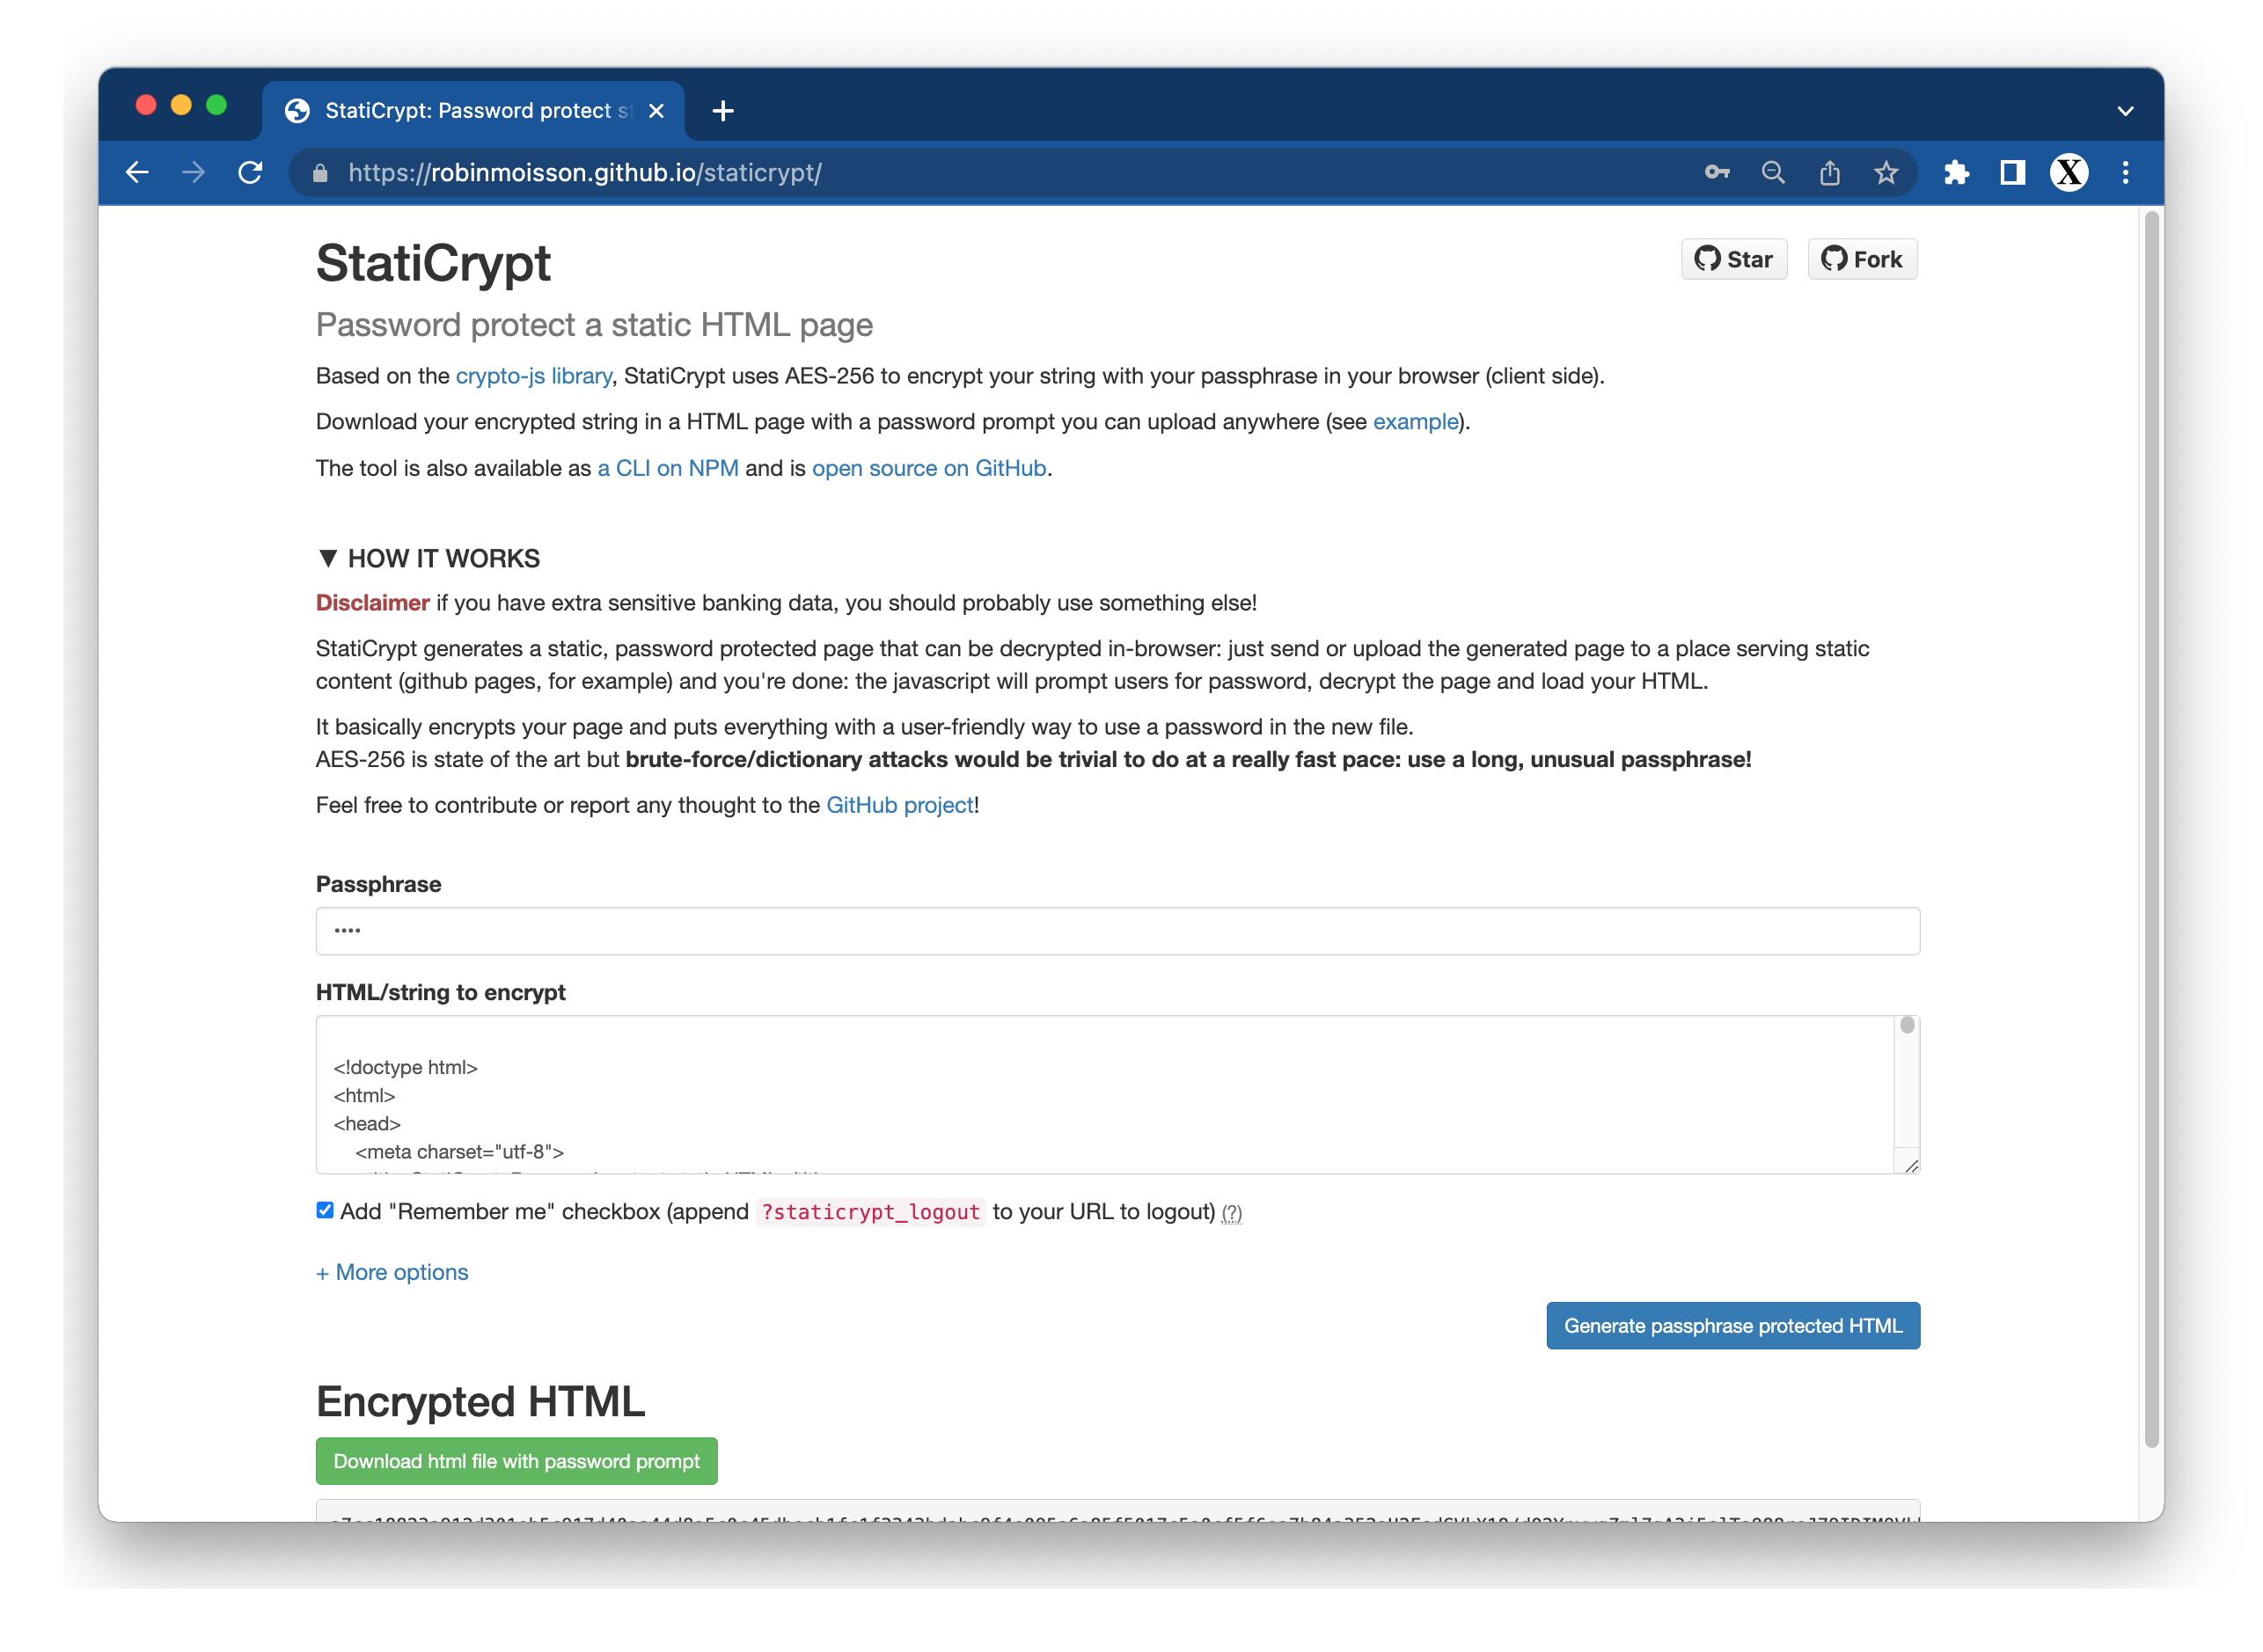 StatiCrypt: Password protect
https://robinmoisson.github.io/staticrypt/
StatiCrypt
Star
Fork
Password protect a static HTML page
Based on the crypto-js library, StatiCrypt uses AES-256 to encrypt your string with your passphrase in your browser (client side).
Download your encrypted string in a HTML page with a password prompt you can upload anywhere (see example).
The tool is also available as a CLI on NPM and is open source on GitHub.
▼ HOW IT WORKS
Disclaimer if you have extra sensitive banking data, you should probably use something else!
StatiCrypt generates a static, password protected page that can be decrypted in-browser: just send or upload the generated page to a place serving static
content (github pages, for example) and you're done: the javascript will prompt users for password, decrypt the page and load your HTML.
It basically encrypts your page and puts everything with a user-friendly way to use a password in the new file.
AES-256 is state of the art but brute-force/dictionary attacks would be trivial to do at a really fast pace: use a long, unusual passphrase!
Feel free to contribute or report any thought to the GitHub project!
Passphrase
••••
HTML/string to encrypt
<!doctype html>
<html>
<head>
<meta charset="utf-8">
Add "Remember me" checkbox (append ?staticrypt_logout to your URL to logout) (?)
+ More options
Generate passphrase protected HTML
Encrypted HTML
Download html file with password prompt